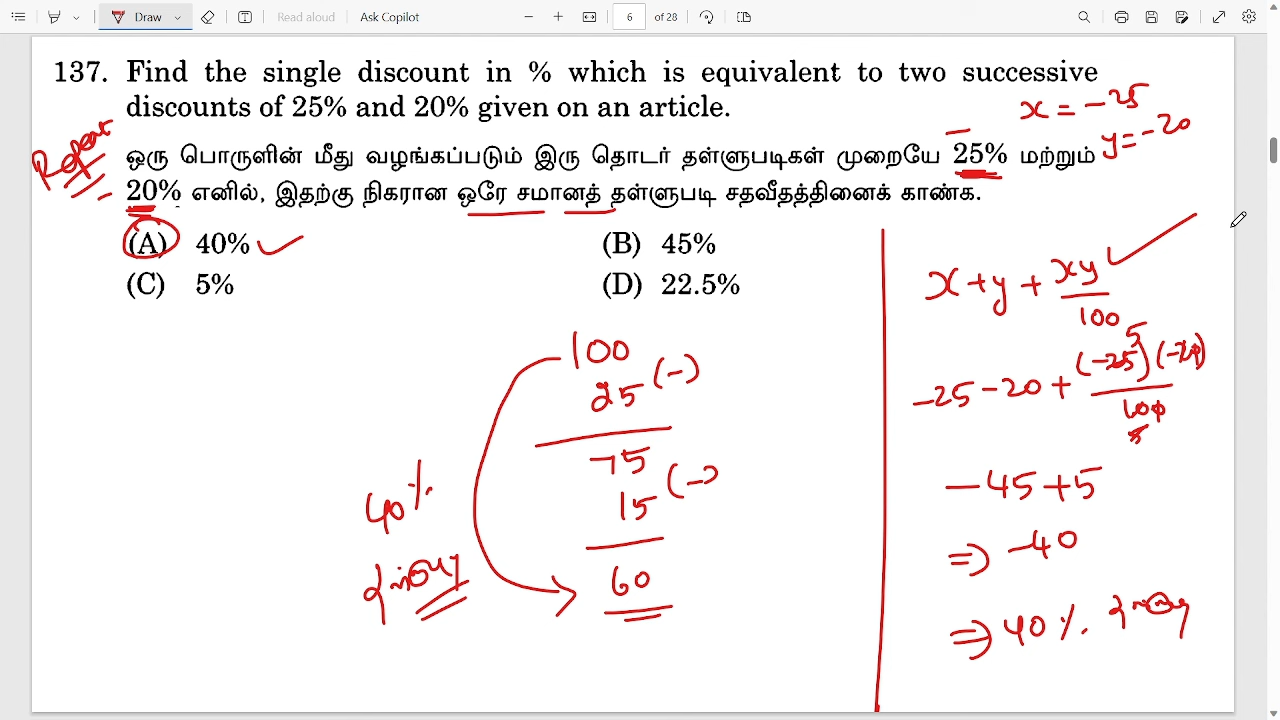 Draw
Read aloud
Ask Copilot
6 of 28
137. Find the single discount in % which is equivalent to two successive
discounts of 25% and 20% given on an article.
x = -25
y = -20
Repeat
ஒரு பொருளின் மீது வழங்கப்படும் இரு தொடர் தள்ளுபடிகள் முறையே 25% மற்றும்
20% எனில், இதற்கு நிகரான ஒரே சமானத் தள்ளுபடி சதவீதத்தினைக் காண்க.
(A) 40%
(B) 45%
(C) 5%
(D) 22.5%
100
25 (-)
75
15 (-)
60
40%
x + y + xy/100
-25 -20 + (-25)(-20)/100
5
5
-45 + 5
⇒ -40
⇒ 40%